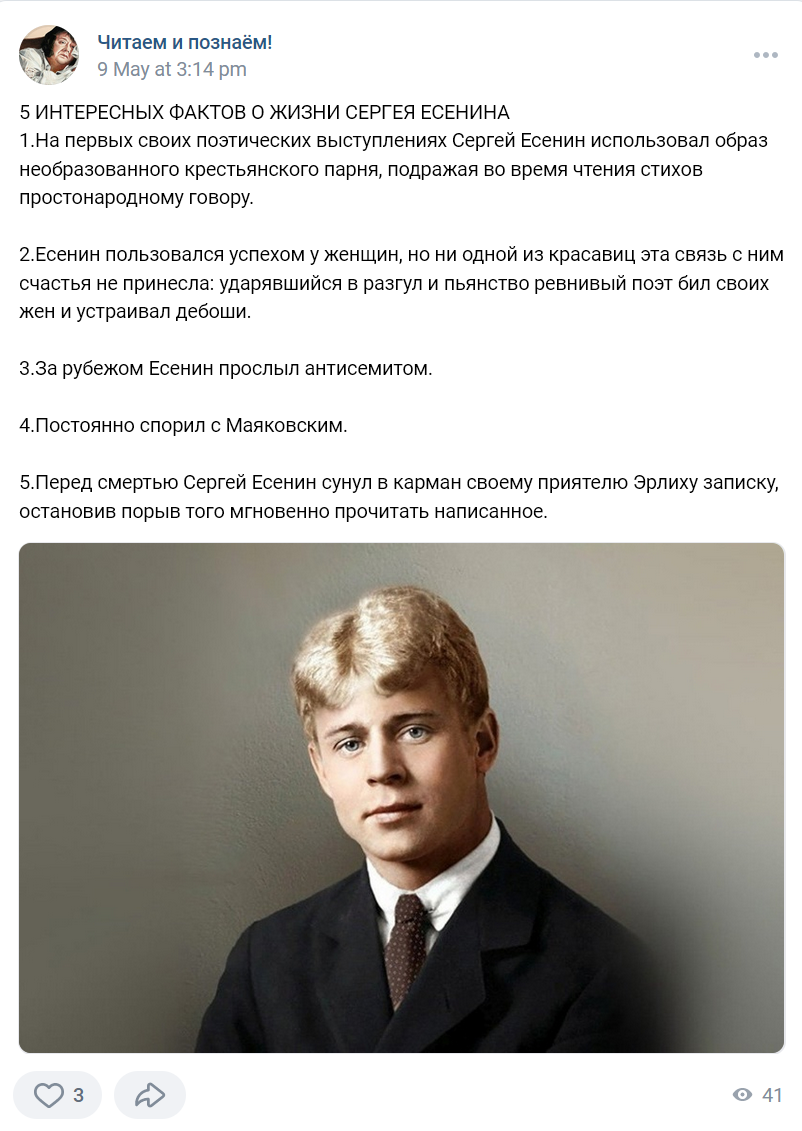 Читаем и познаём!
9 May at 3:14 pm
5 ИНТЕРЕСНЫХ ФАКТОВ О ЖИЗНИ СЕРГЕЯ ЕСЕНИНА
1.На первых своих поэтических выступлениях Сергей Есенин использовал образ
необразованного крестьянского парня, подражая во время чтения стихов
простонародному говору.
2.Есенин пользовался успехом у женщин, но ни одной из красавиц эта связь с ним
счастья не принесла: ударявшийся в разгул и пьянство ревнивый поэт бил своих
жен и устраивал дебоши.
3.За рубежом Есенин прослыл антисемитом.
4.Постоянно спорил с Маяковским.
5.Перед смертью Сергей Есенин сунул в карман своему приятелю Эрлиху записку,
остановив порыв того мгновенно прочитать написанное.
3
41